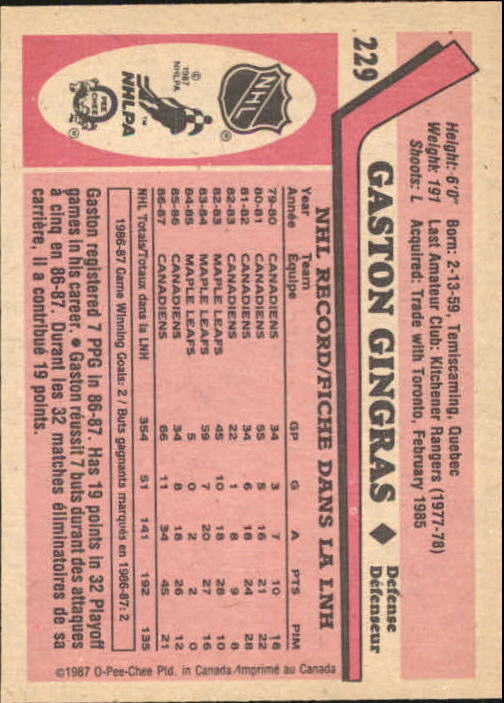 229
GASTON GINGRAS ◆ Defense
Défenseur
Height: 6'0" Born: 2-13-59, Temiscaming, Quebec
Weight: 191 Last Amateur Club: Kitchener Rangers (1977-78)
Shoots: L Acquired: Trade with Toronto, February 1985
NHL
®
© 1987 NHLPA
NHLPA
™
O PEE CHEE
®
NHL RECORD/FICHE DANS LA LNH
Year Team GP G A PTS PIM
Année Équipe
79-80 CANADIENS 34 3 7 10 18
80-81 CANADIENS 55 5 16 21 22
81-82 CANADIENS 34 6 18 24 28
82-83 CANADIENS 22 1 8 9 8
82-83 MAPLE LEAFS 45 10 18 28 10
83-84 MAPLE LEAFS 59 7 20 27 16
84-85 MAPLE LEAFS 5 0 2 2 0
85-86 CANADIENS 34 8 18 26 12
86-87 CANADIENS 66 11 34 45 21
NHL Totals/Totaux dans la LNH 354 51 141 192 135
1986-87 Game Winning Goals: 2 / Buts gagnants marqués en 1986-87: 2
Gaston registered 7 PPG in 86-87. Has 19 points in 32 Playoff
games in his career. ● Gaston réussit 7 buts durant des attaques
a cinq en 86-87. Durant les 32 matches éliminatoires de sa
carrière, il a contribué 19 points.
©1987 O-Pee-Chee Ptd. in Canada/Imprimé au Canada